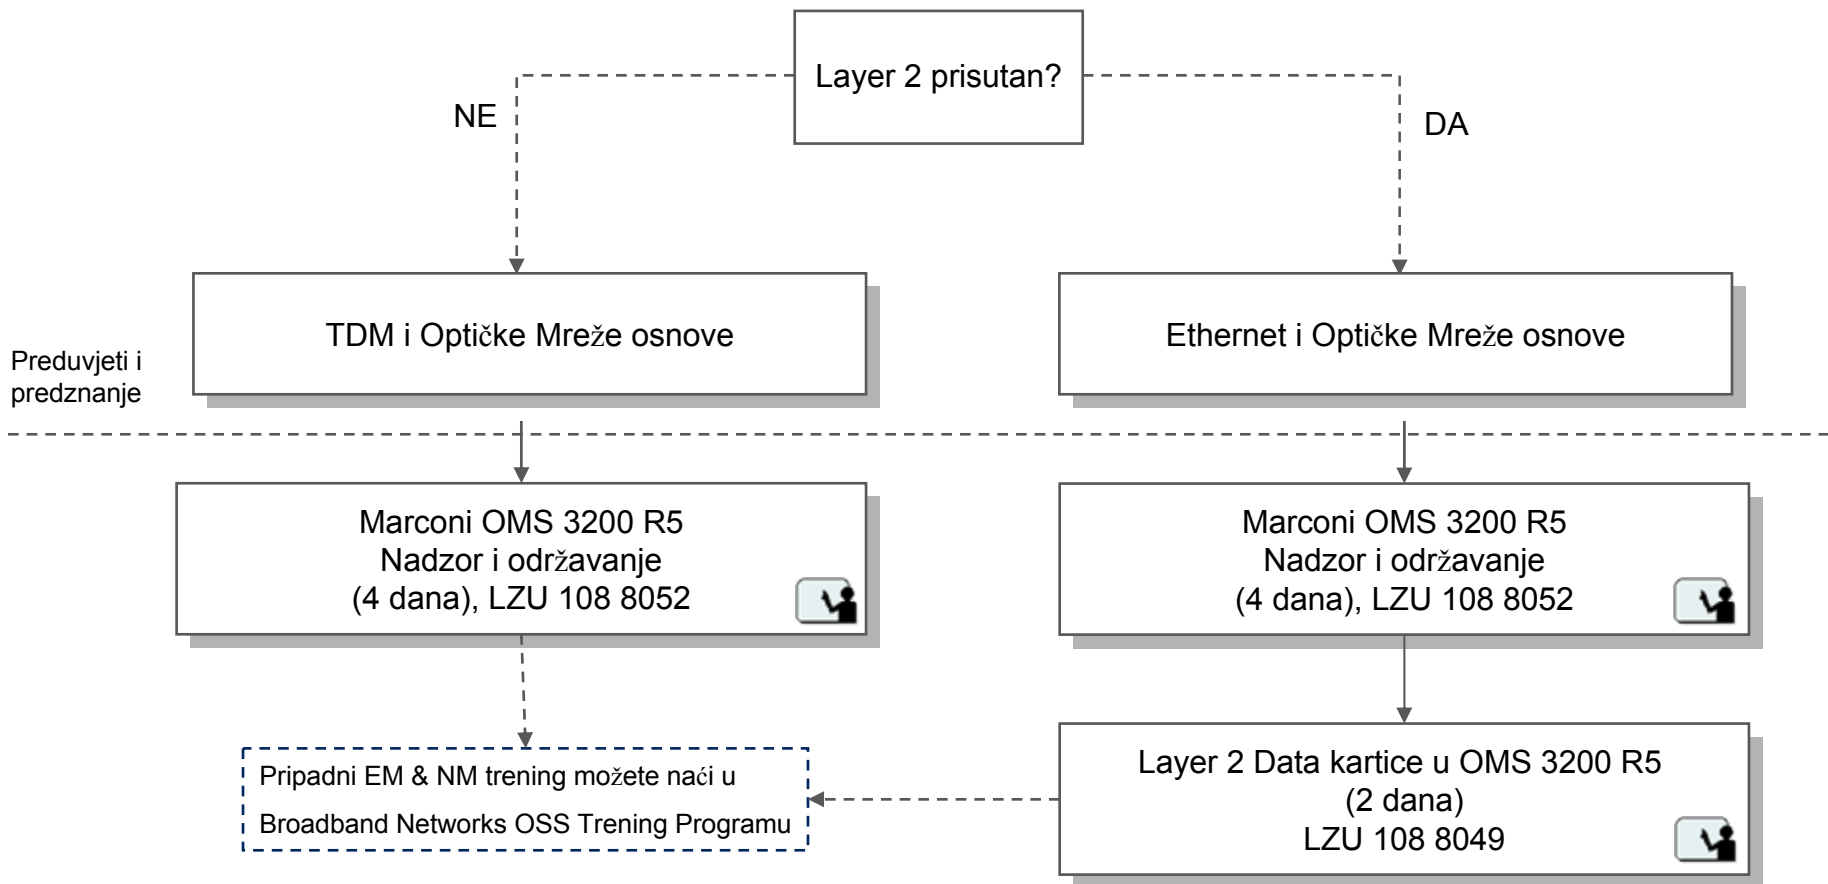 Layer 2 prisutan?
NE
DA
TDM i Optičke Mreže osnove
Ethernet i Optičke Mreže osnove
Preduvjeti i
predznanje
Marconi OMS 3200 R5
Nadzor i održavanje
(4 dana), LZU 108 8052
Marconi OMS 3200 R5
Nadzor i održavanje
(4 dana), LZU 108 8052
Pripadni EM & NM trening možete naći u
Broadband Networks OSS Trening Programu
Layer 2 Data kartice u OMS 3200 R5
(2 dana)
LZU 108 8049